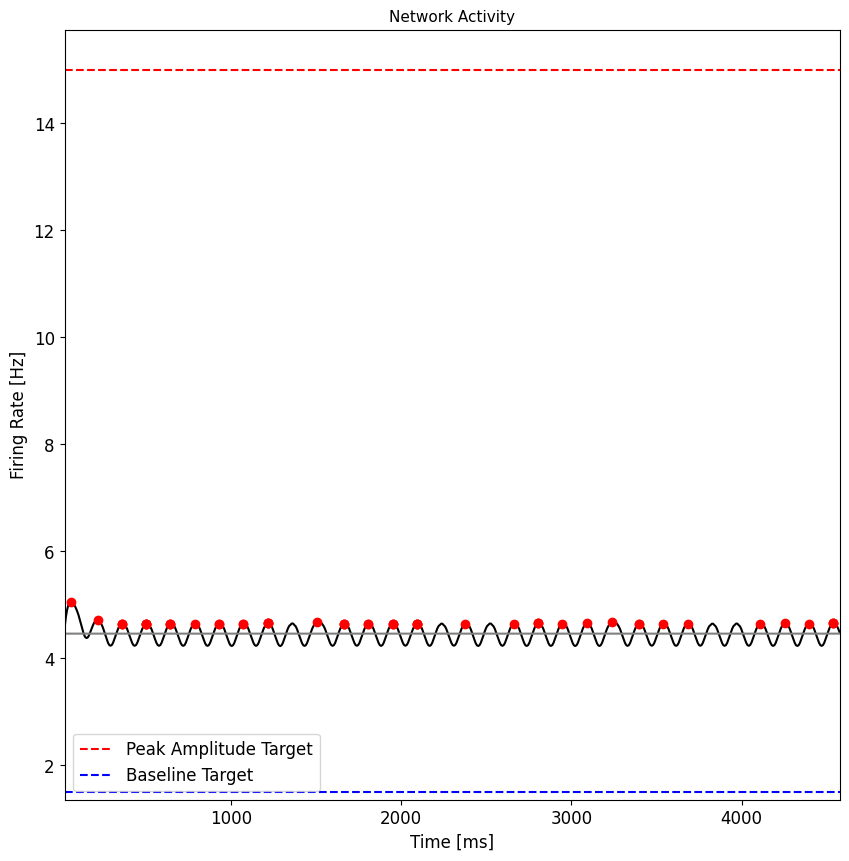 Network Activity
Firing Rate [Hz]
14
12
10
8
6
4
2
Peak Amplitude Target
Baseline Target
1000 2000 3000 4000
Time [ms]